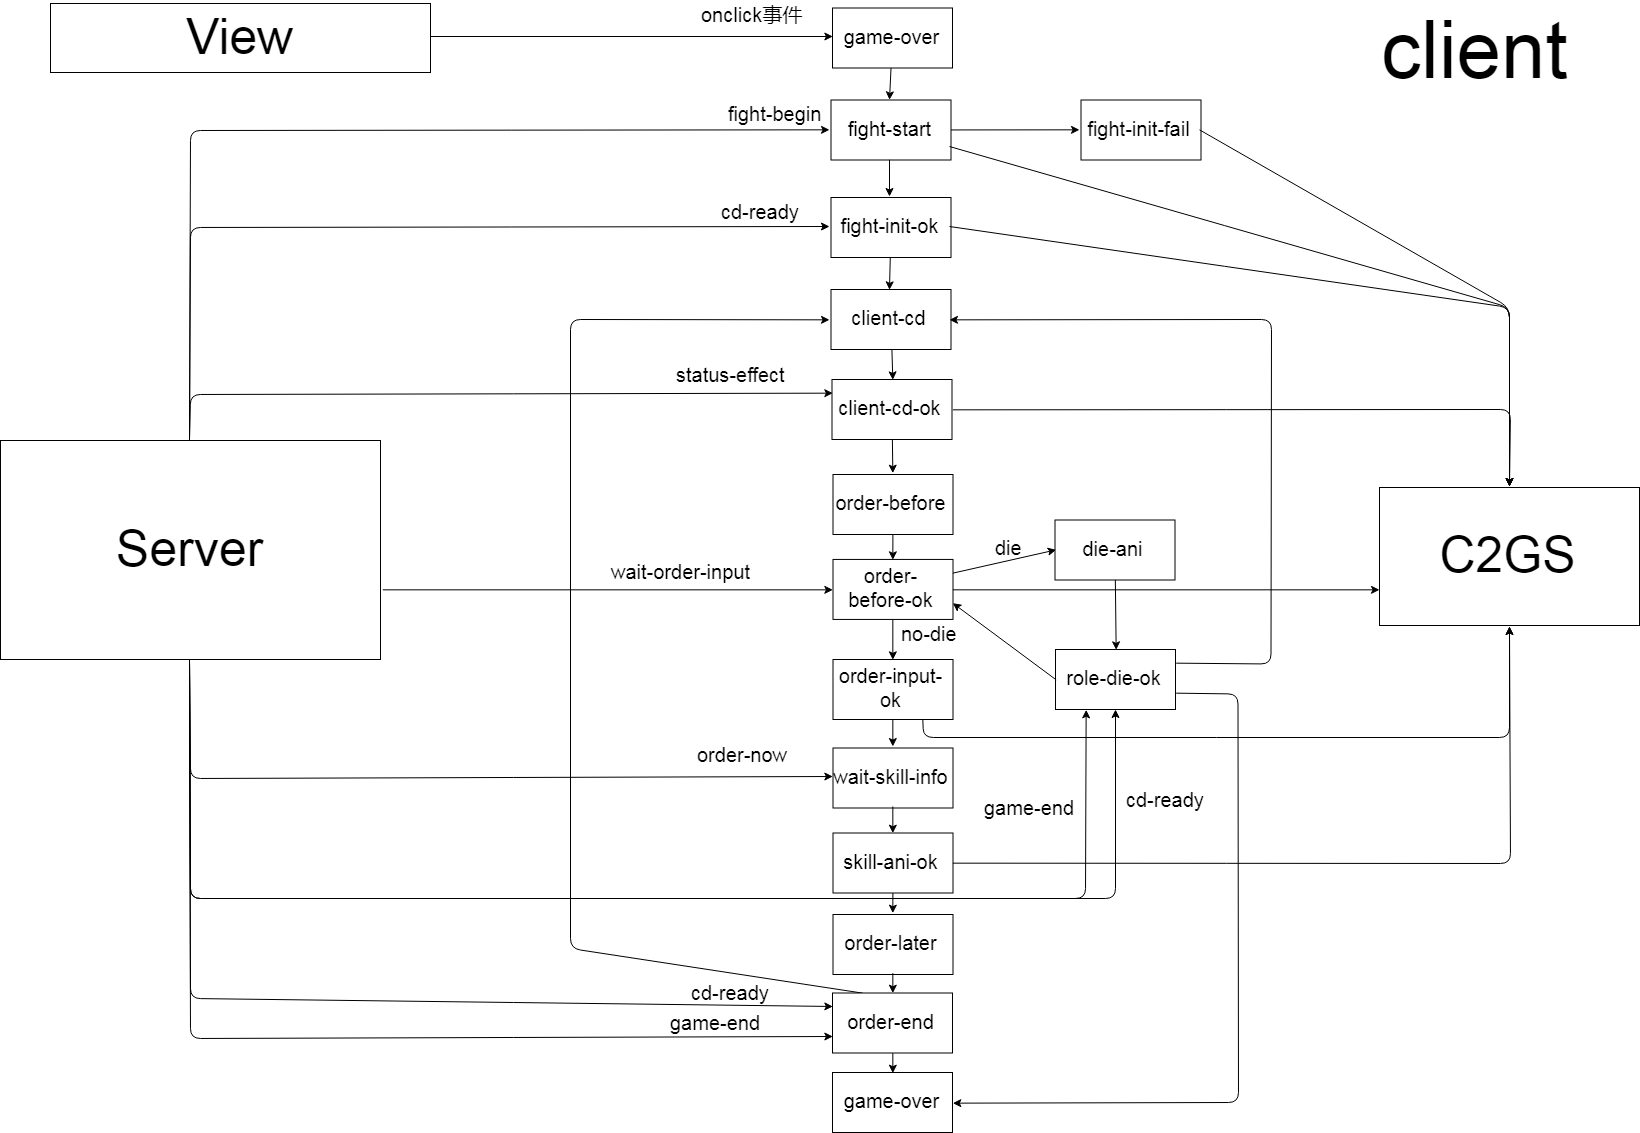 View
onclick事件
game-over
client
fight-begin
fight-start
fight-init-fail
cd-ready
fight-init-ok
client-cd
status-effect
client-cd-ok
order-before
Server
wait-order-input
order-
before-ok
die
die-ani
C2GS
no-die
order-input-
ok
role-die-ok
order-now
wait-skill-info
game-end
cd-ready
skill-ani-ok
order-later
cd-ready
game-end
order-end
game-over